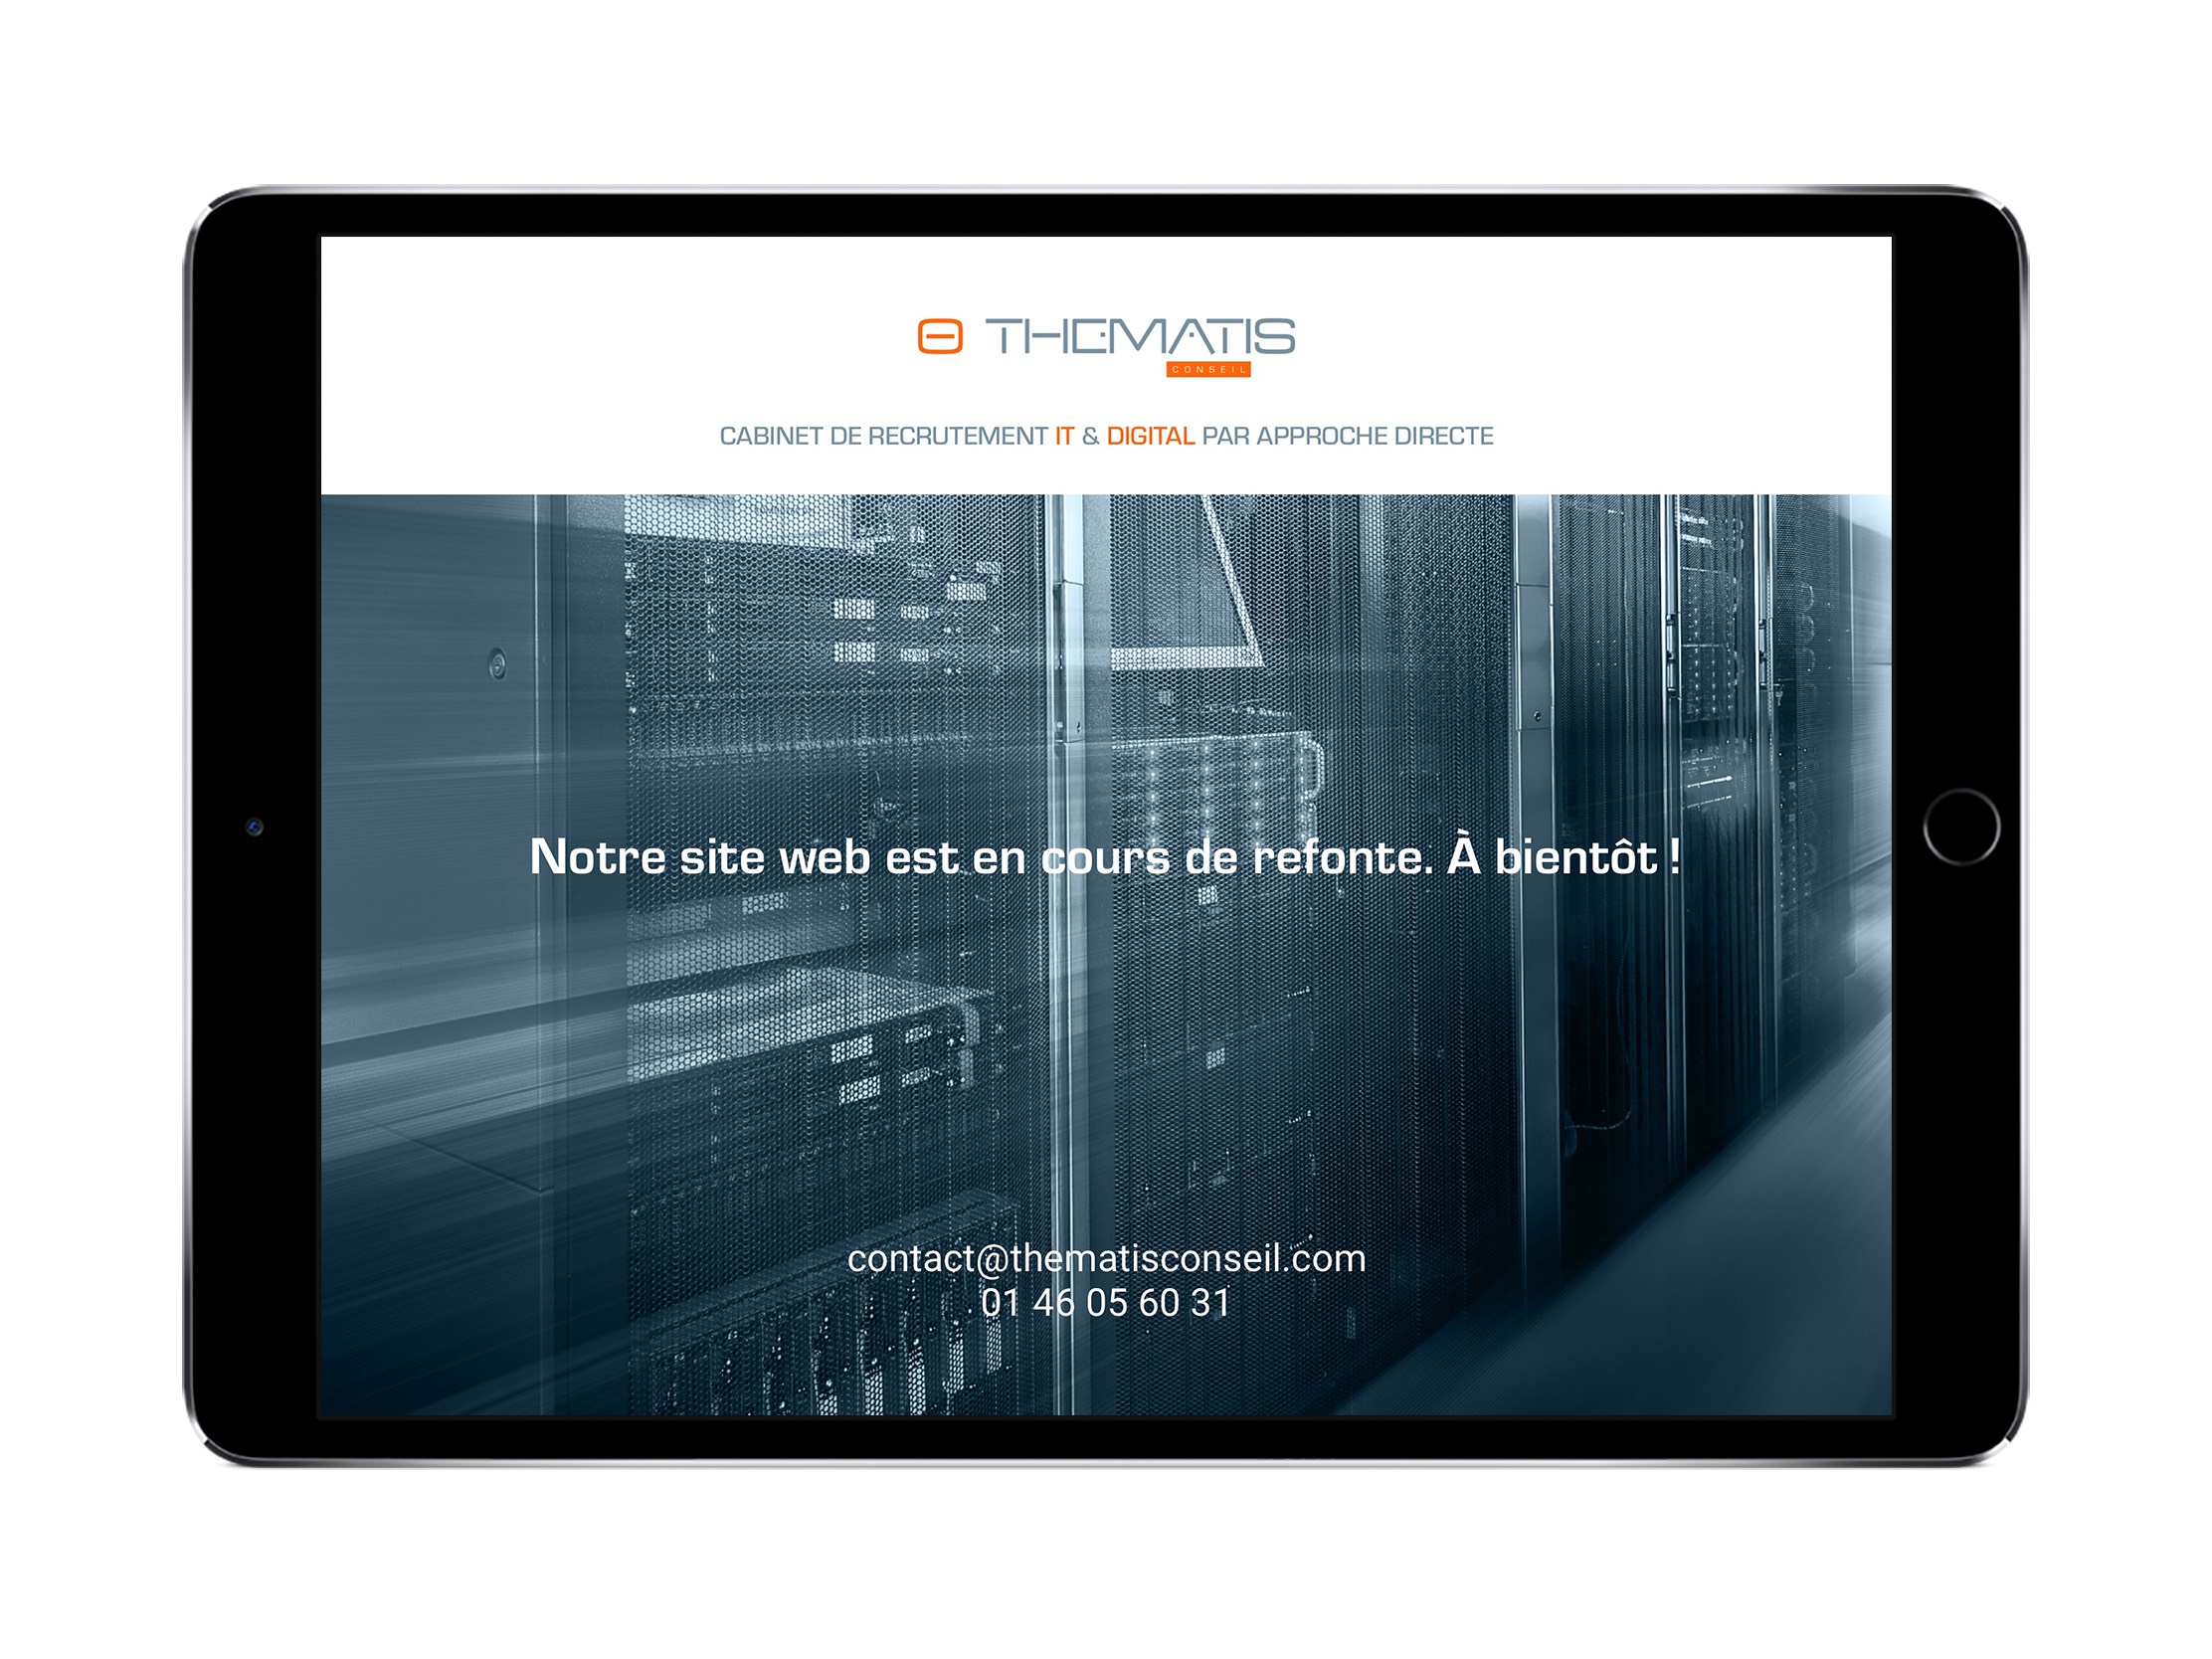 THEMATIS
CONSEIL
CABINET DE RECRUTEMENT IT & DIGITAL PAR APPROCHE DIRECTE
Notre site web est en cours de refonte. À bientôt !
contact@thematisconseil.com
01 46 05 60 31